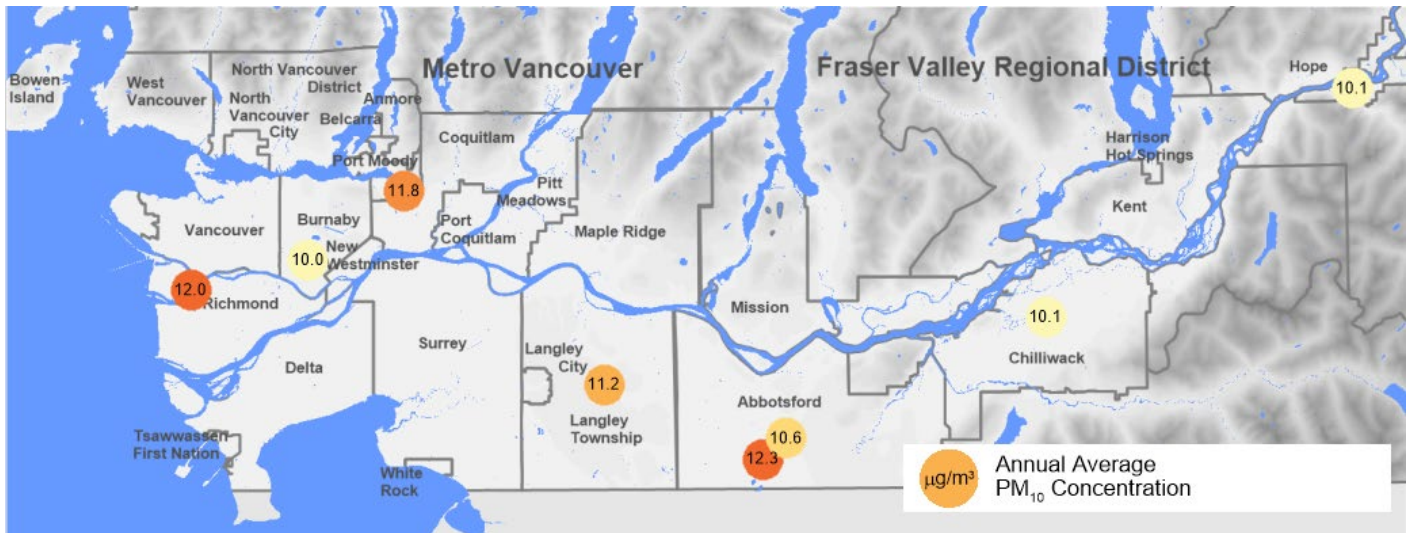 Metro Vancouver
Fraser Valley Regional District
Bowen
Island
West
Vancouver
North Vancouver
District
North
Vancouver
City
Anmore
Belcarra
Port Moody
Coquitlam
Pitt
Meadows
Port
Coquitlam
Maple Ridge
Hope
10.1
Harrison
Hot Springs
Kent
11.8
Vancouver
Burnaby
New
Westminster
10.0
12.0
Richmond
Delta
Surrey
Langley
City
11.2
Langley
Township
Mission
10.1
Chilliwack
Abbotsford
10.6
12.3
Tsawwassen
First Nation
White
Rock
µg/m³
Annual Average
PM₁₀ Concentration